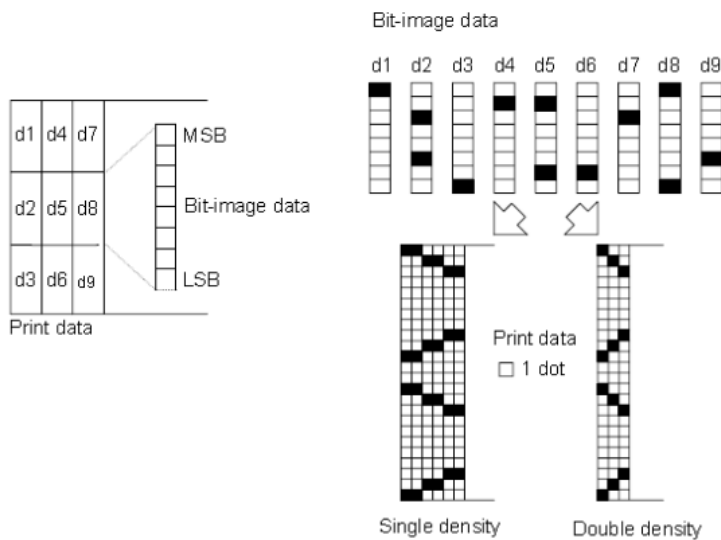 d1 d4 d7
d2 d5 d8
d3 d6 d9
Print data
MSB
Bit-image data
LSB
Bit-image data
d1 d2 d3 d4 d5 d6 d7 d8 d9
Print data
1 dot
Single density
Double density